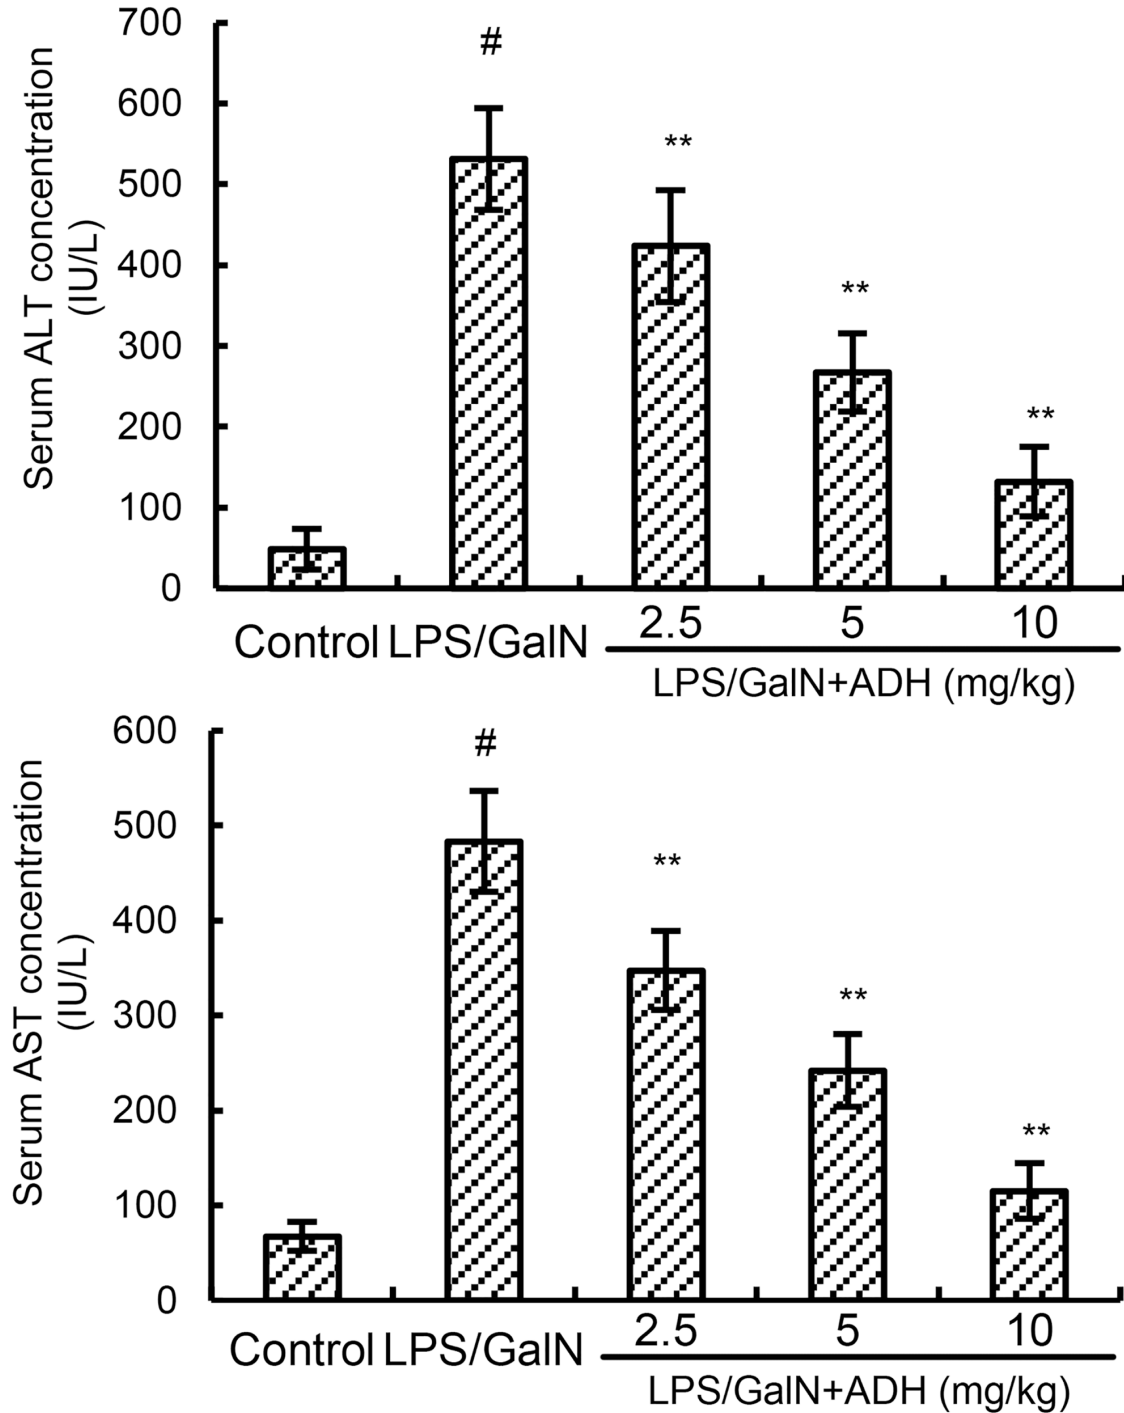 700
600
500
400
300
200
100
0
Serum ALT concentration
(IU/L)
#
**
**
**
Control LPS/GalN 2.5 5 10
LPS/GalN+ADH (mg/kg)
600
500
400
300
200
100
0
Serum AST concentration
(IU/L)
#
**
**
**
Control LPS/GalN 2.5 5 10
LPS/GalN+ADH (mg/kg)